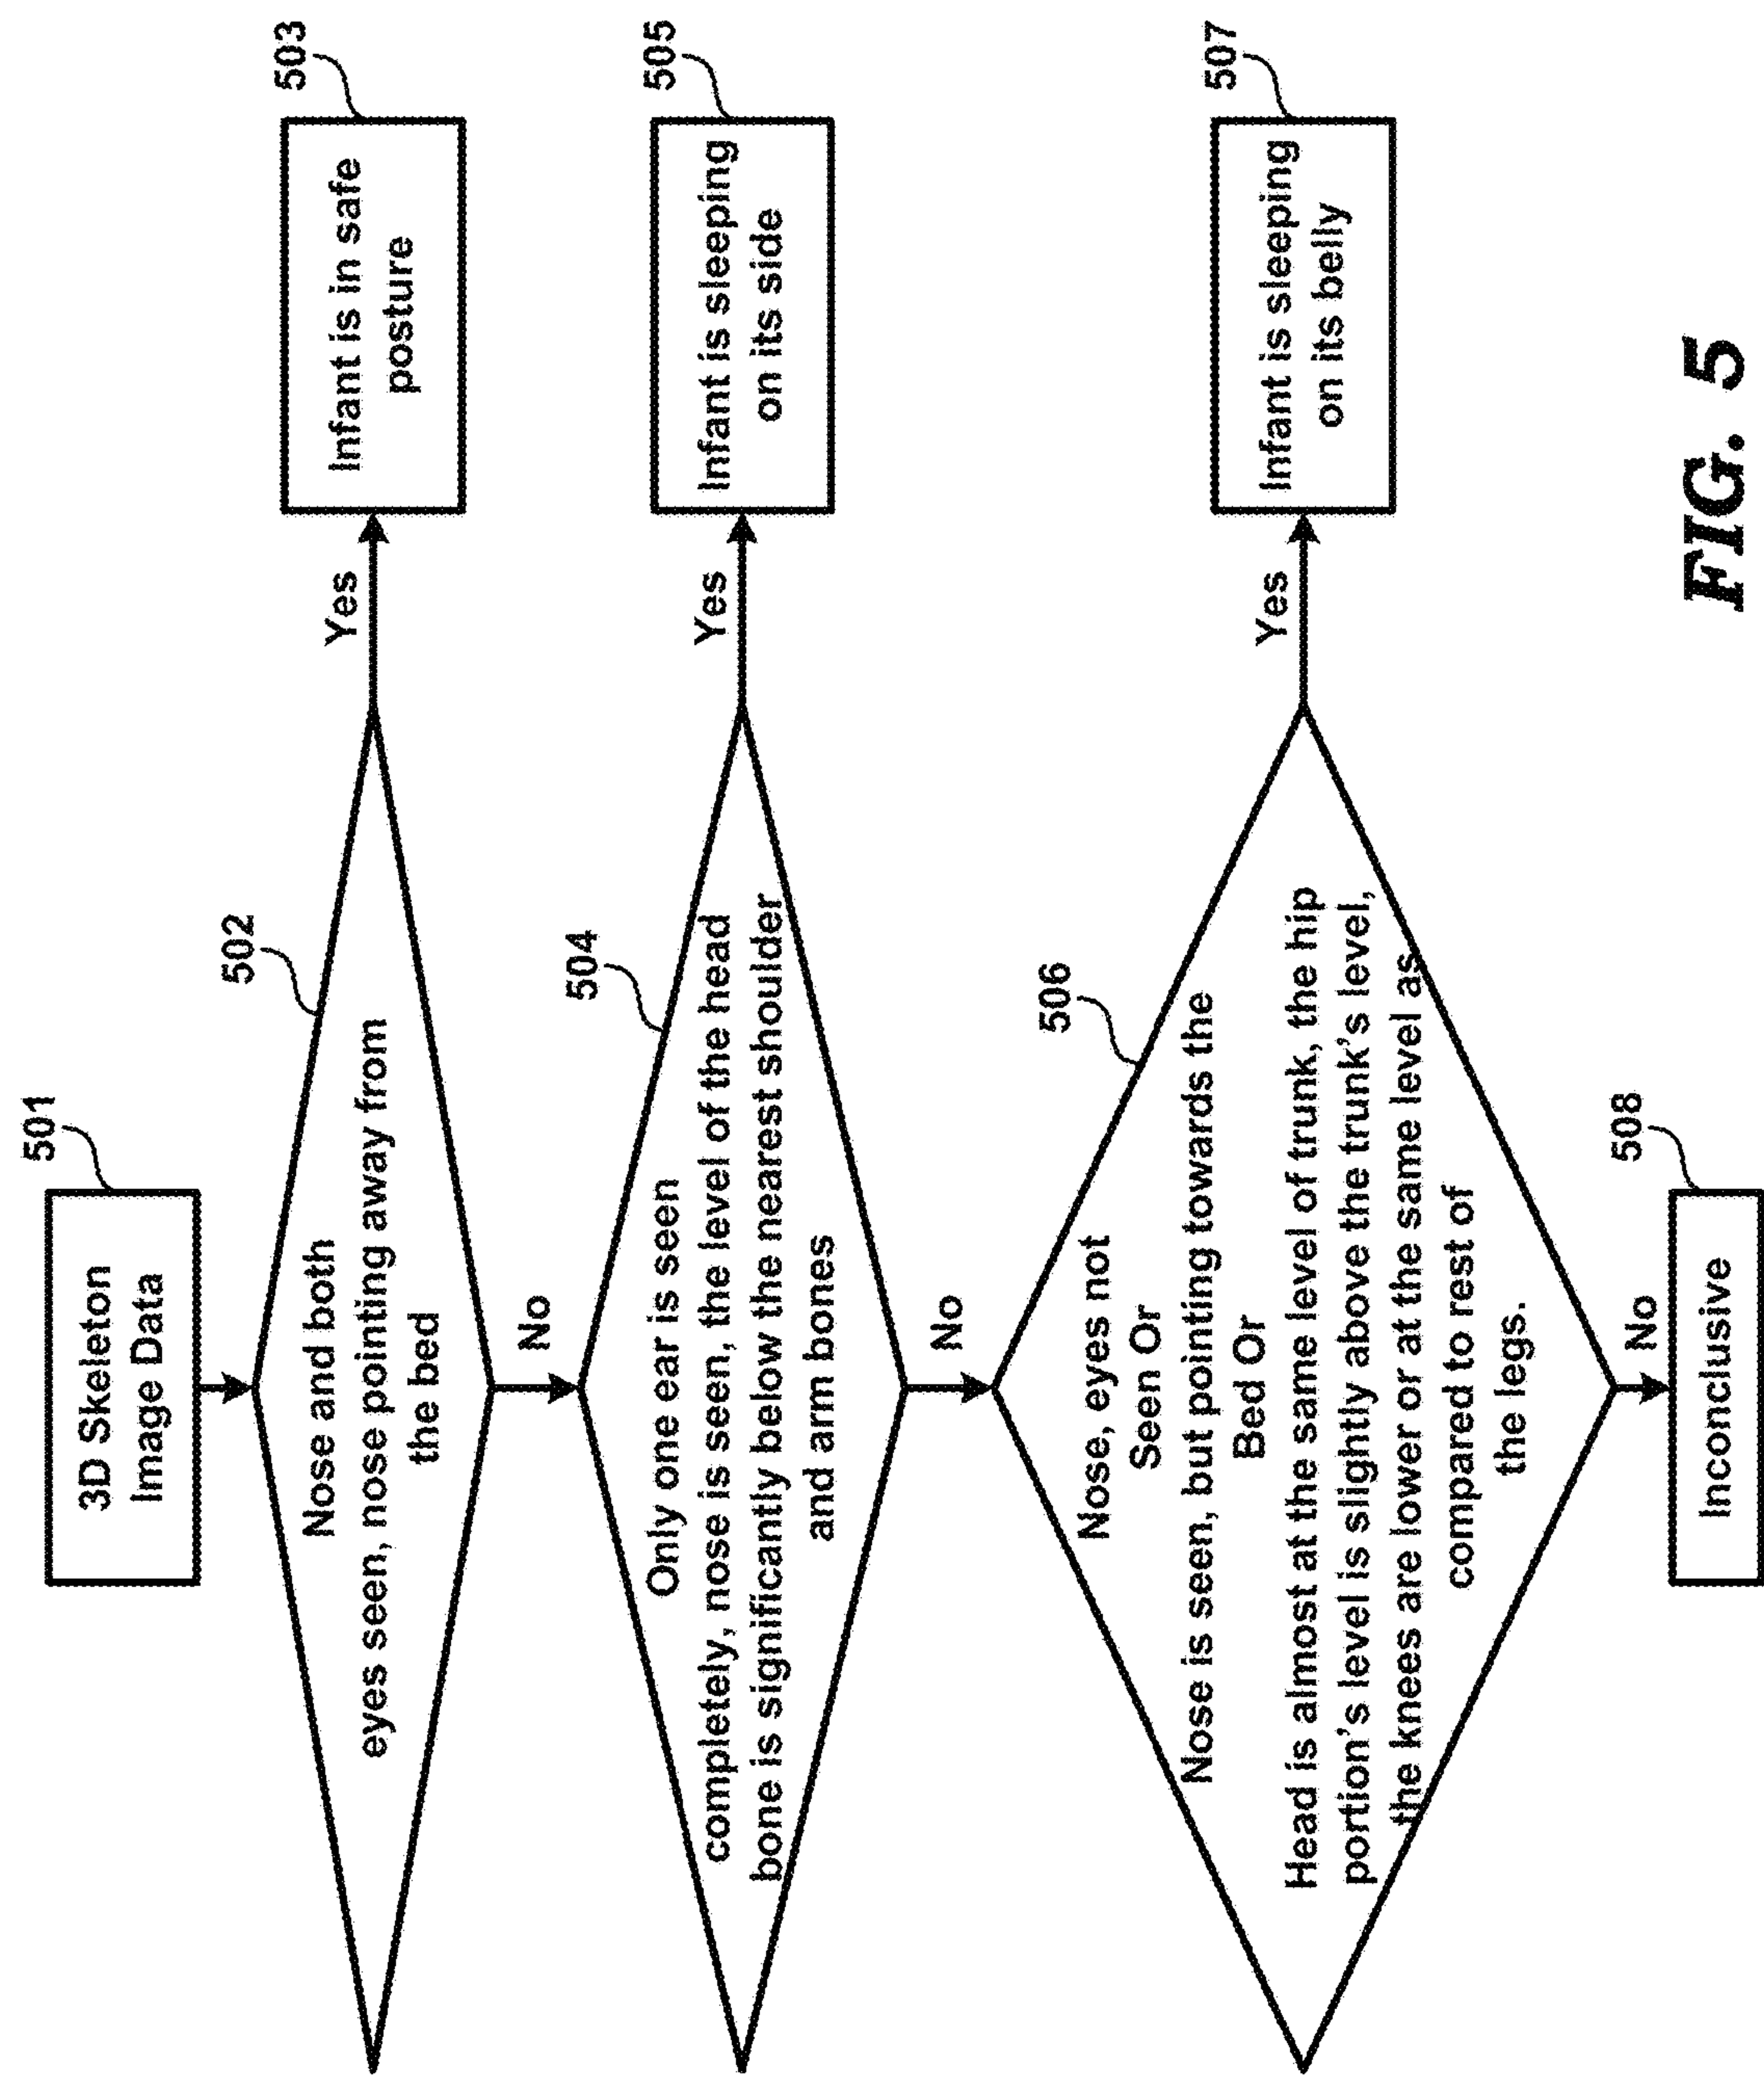 501
3D Skeleton
Image Data
502
Nose and both
eyes seen, nose pointing away from
the bed
Yes
503
Infant is in safe
posture
No
504
Only one ear is seen
completely, nose is seen, the level of the head
bone is significantly below the nearest shoulder
and arm bones
Yes
505
Infant is sleeping
on its side
No
506
Nose, eyes not
Seen Or
Nose is seen, but pointing towards the
Bed Or
Head is almost at the same level of trunk, the hip
portion's level is slightly above the trunk's level,
the knees are lower or at the same level as
compared to rest of
the legs.
Yes
507
Infant is sleeping
on its belly
No
508
Inconclusive
FIG. 5